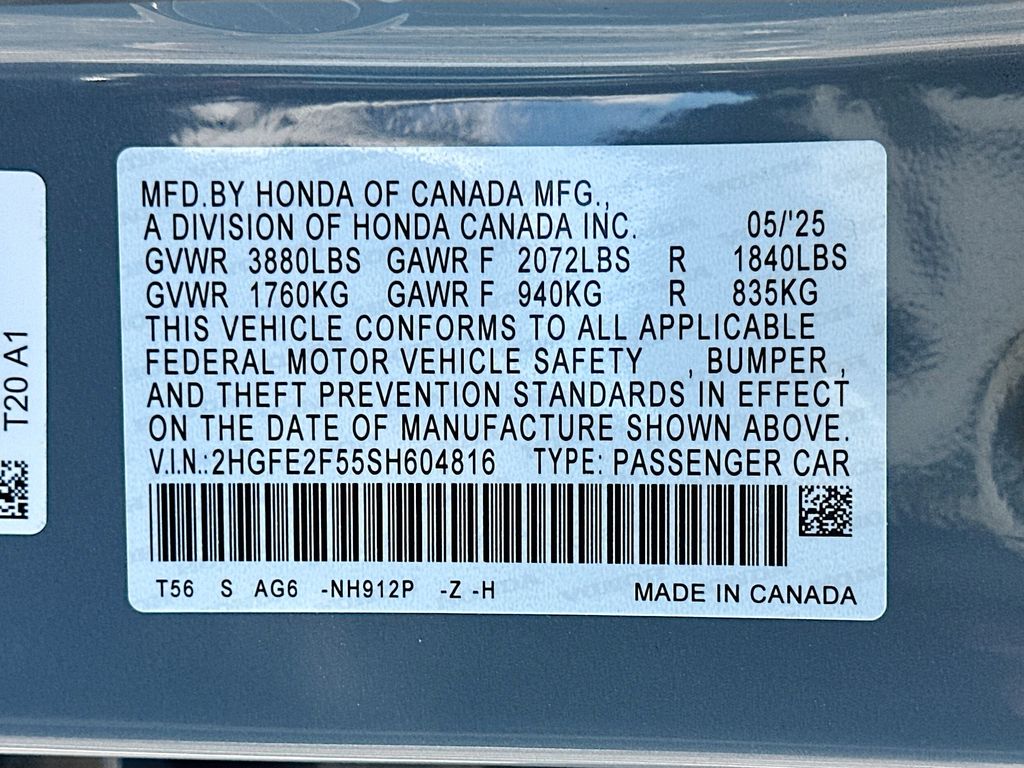 MFD.BY HONDA OF CANADA MFG.,
A DIVISION OF HONDA CANADA INC. 05/'25
GVWR 3880LBS GAWR F 2072LBS R 1840LBS
GVWR 1760KG GAWR F 940KG R 835KG
THIS VEHICLE CONFORMS TO ALL APPLICABLE
FEDERAL MOTOR VEHICLE SAFETY , BUMPER ,
AND THEFT PREVENTION STANDARDS IN EFFECT
ON THE DATE OF MANUFACTURE SHOWN ABOVE.
V.I.N.:2HGFE2F55SH604816 TYPE: PASSENGER CAR
T56 S AG6 -NH912P -Z -H MADE IN CANADA
T20 A1